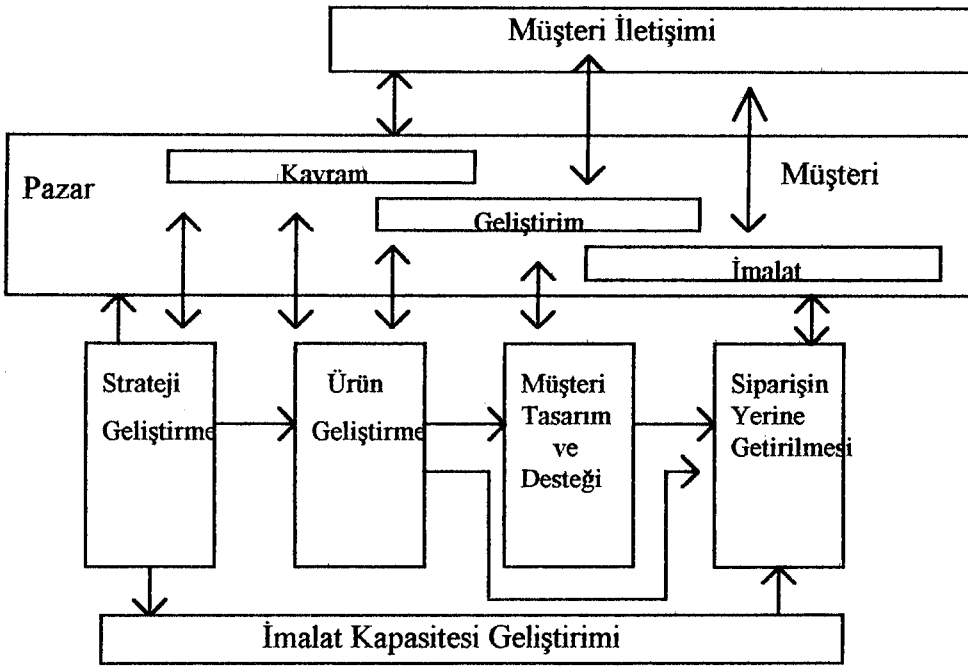 Müşteri İletişimi
Kavram
Pazar
Müşteri
Geliştirim
İmalat
Strateji
Geliştirme
Ürün
Geliştirme
Müşteri
Tasarım
ve
Desteği
Siparişin
Yerine
Getirilmesi
İmalat Kapasitesi Geliştirimi